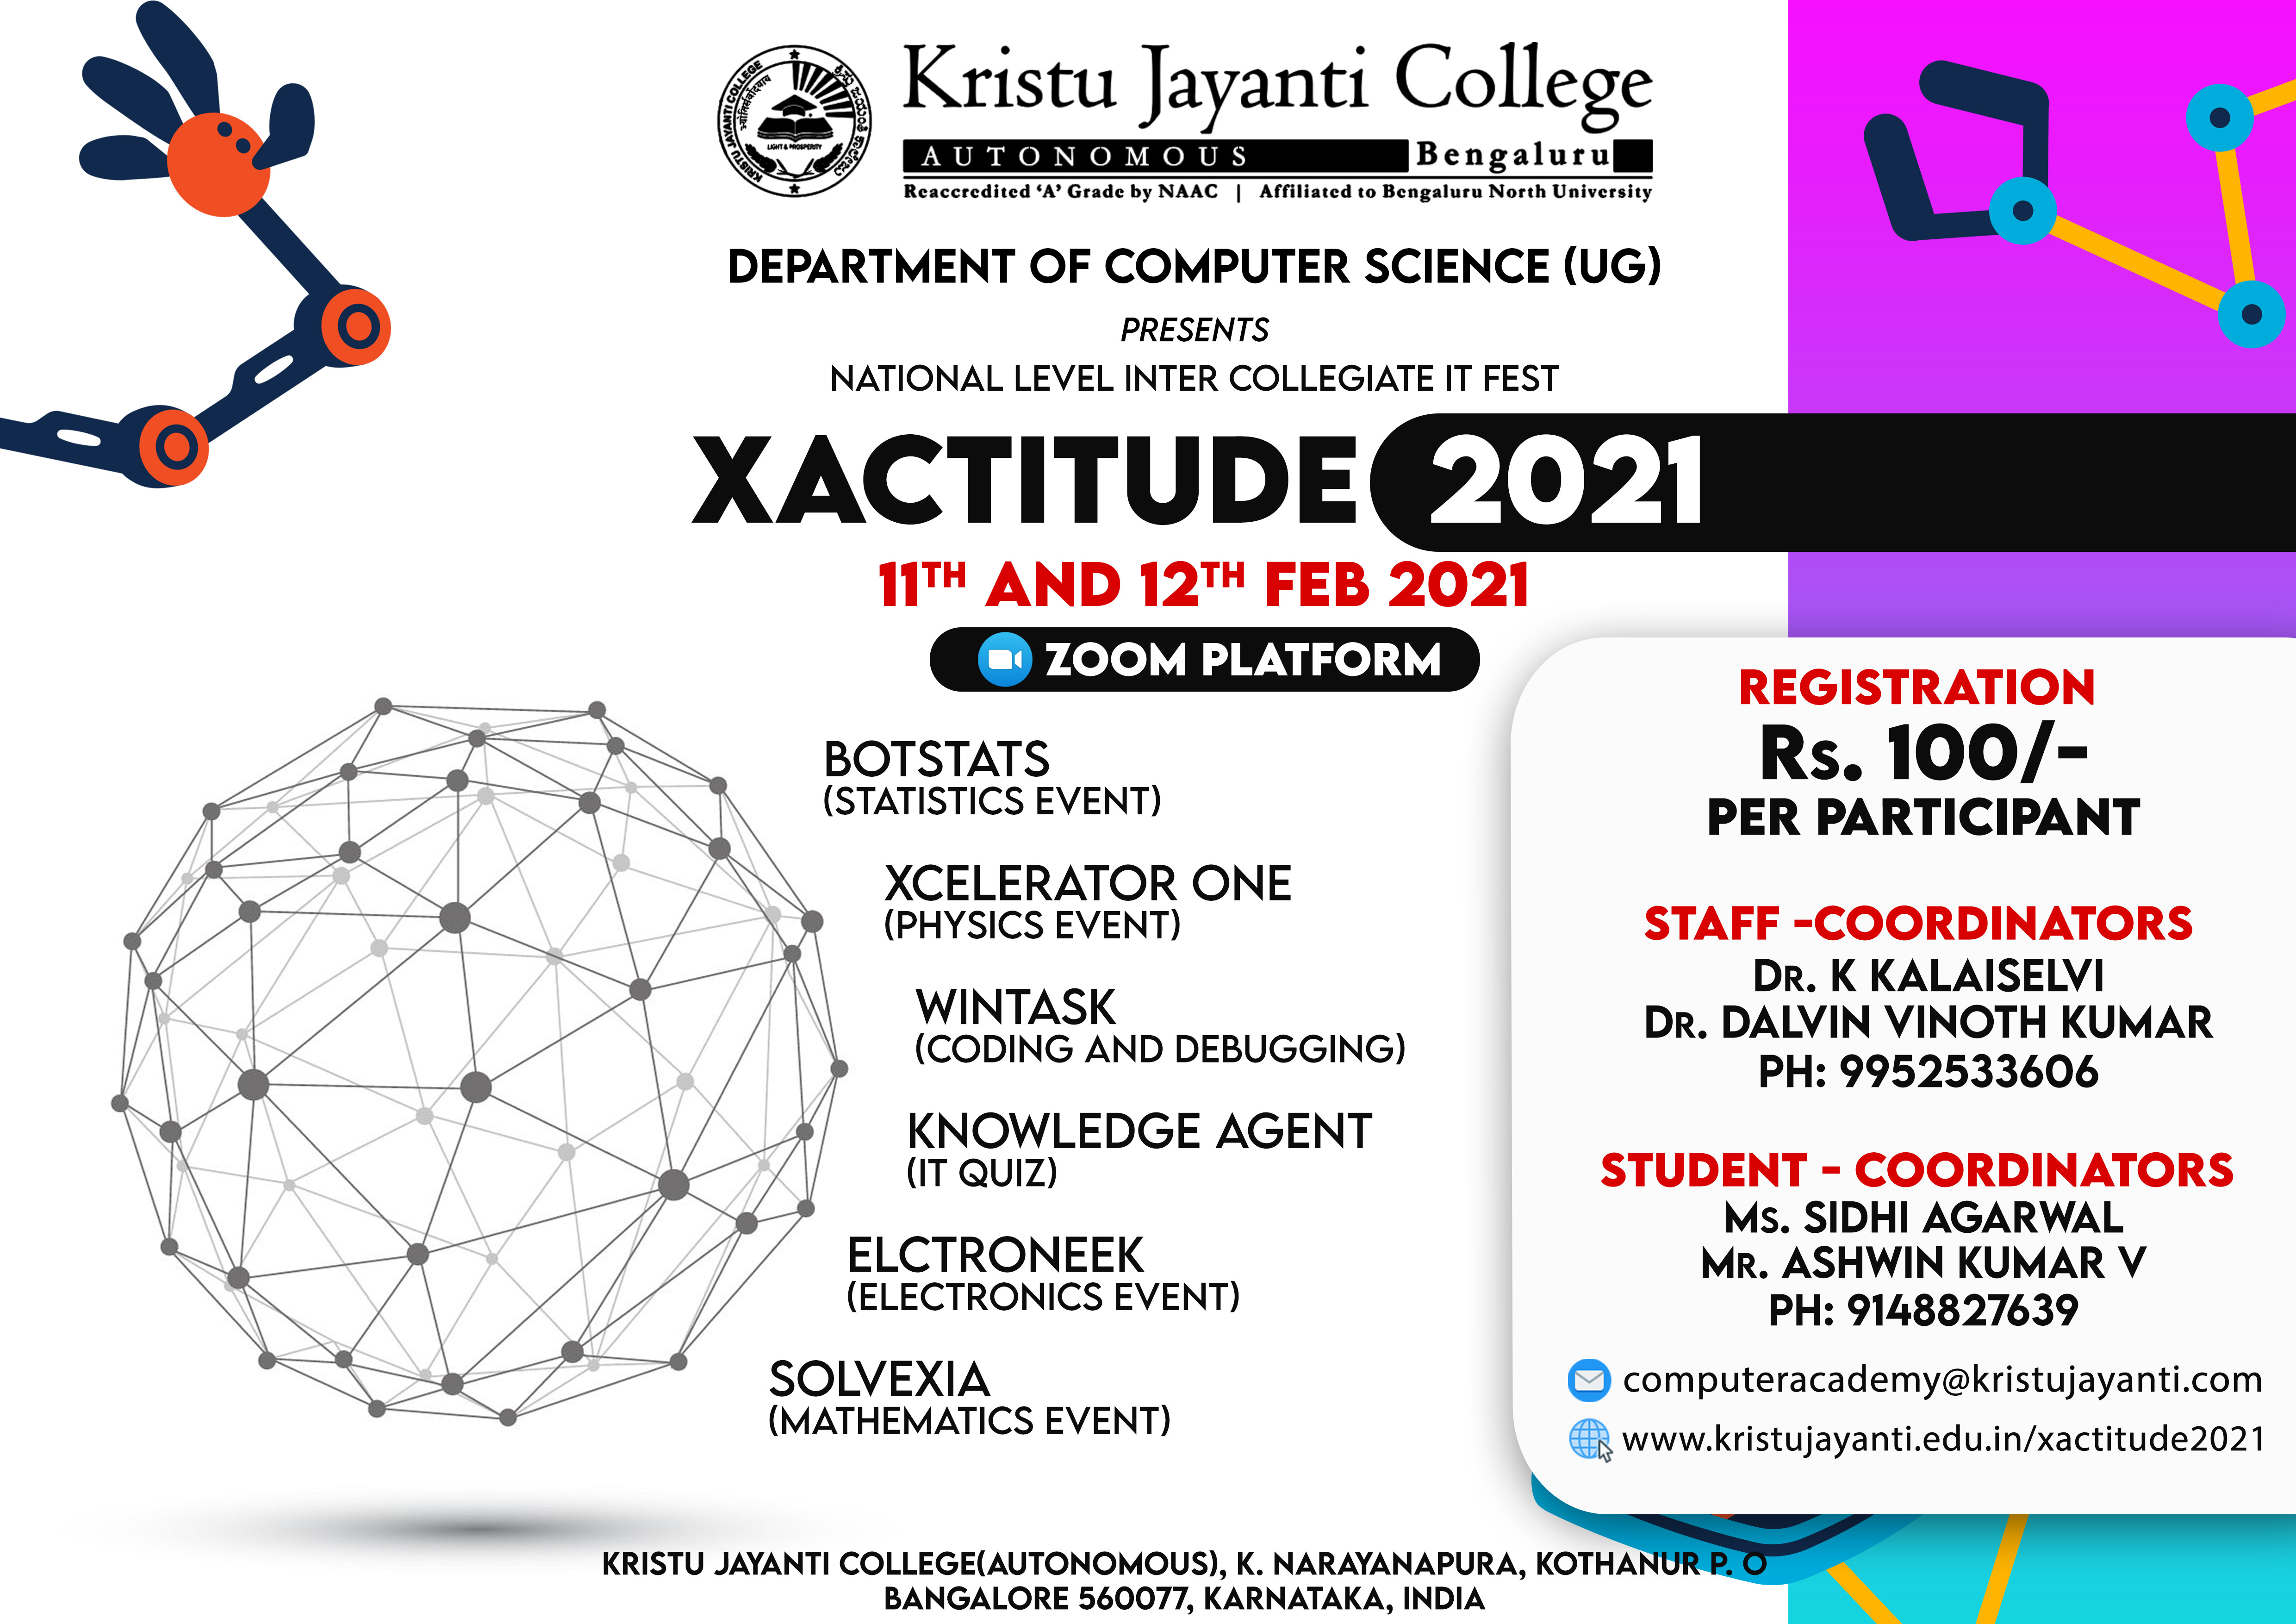 KRISTU JAYANTI COLLEGE
LIGHT & PROSPERITY
Kristu Jayanti College
AUTONOMOUS Bengaluru
Reaccredited ‘A’ Grade by NAAC | Affiliated to Bengaluru North University
DEPARTMENT OF COMPUTER SCIENCE (UG)
PRESENTS
NATIONAL LEVEL INTER COLLEGIATE IT FEST
XACTITUDE 2021
11TH AND 12TH FEB 2021
ZOOM PLATFORM
BOTSTATS
(STATISTICS EVENT)
XCELERATOR ONE
(PHYSICS EVENT)
WINTASK
(CODING AND DEBUGGING)
KNOWLEDGE AGENT
(IT QUIZ)
ELCTRONEEK
(ELECTRONICS EVENT)
SOLVEXIA
(MATHEMATICS EVENT)
REGISTRATION
Rs. 100/-
PER PARTICIPANT
STAFF -COORDINATORS
DR. K KALAISELVI
DR. DALVIN VINOTH KUMAR
PH: 9952533606
STUDENT - COORDINATORS
Ms. SIDHI AGARWAL
MR. ASHWIN KUMAR V
PH: 9148827639
computeracademy@kristujayanti.com
www.kristujayanti.edu.in/xactitude2021
KRISTU JAYANTI COLLEGE(AUTONOMOUS), K. NARAYANAPURA, KOTHANUR P. O
BANGALORE 560077, KARNATAKA, INDIA